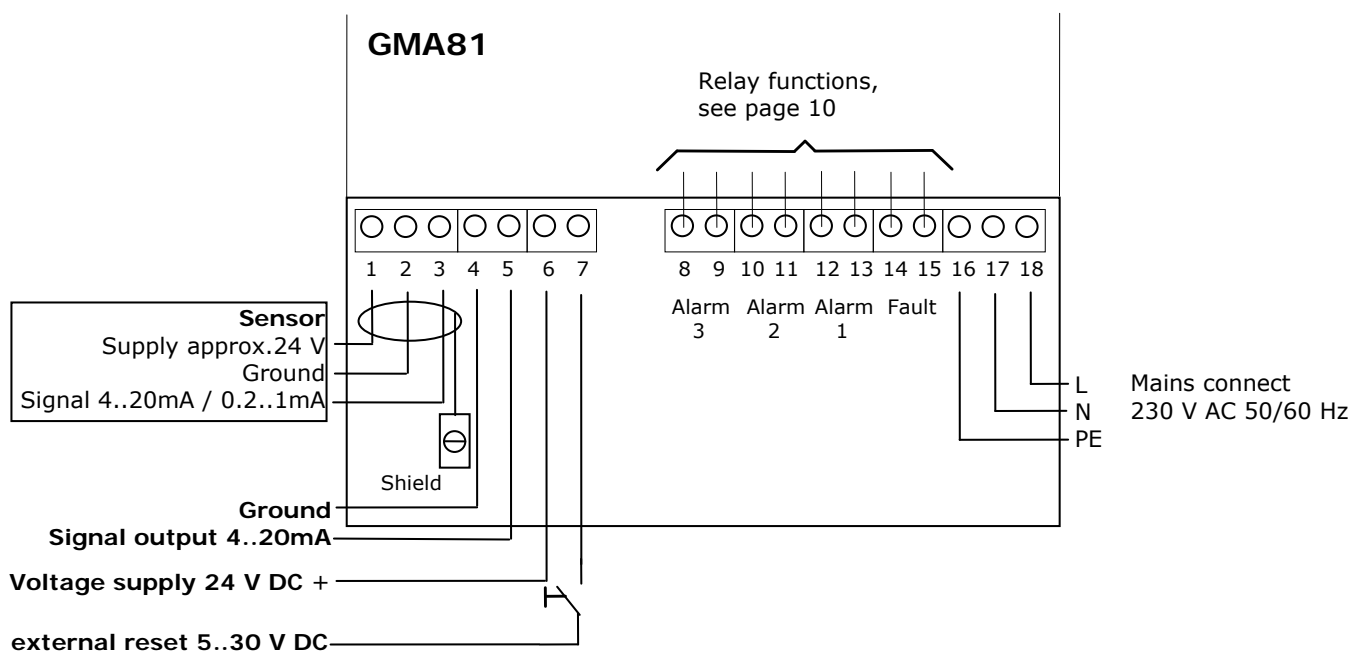 GMA81
Relay functions,
see page 10
1 2 3 4 5 6 7 8 9 10 11 12 13 14 15 16 17 18
Alarm 3
Alarm 2
Alarm 1
Fault
Sensor
Supply approx.24 V
Ground
Signal 4..20mA / 0.2..1mA
L
N
PE
Mains connect
230 V AC 50/60 Hz
Shield
Ground
Signal output 4..20mA
Voltage supply 24 V DC +
external reset 5..30 V DC